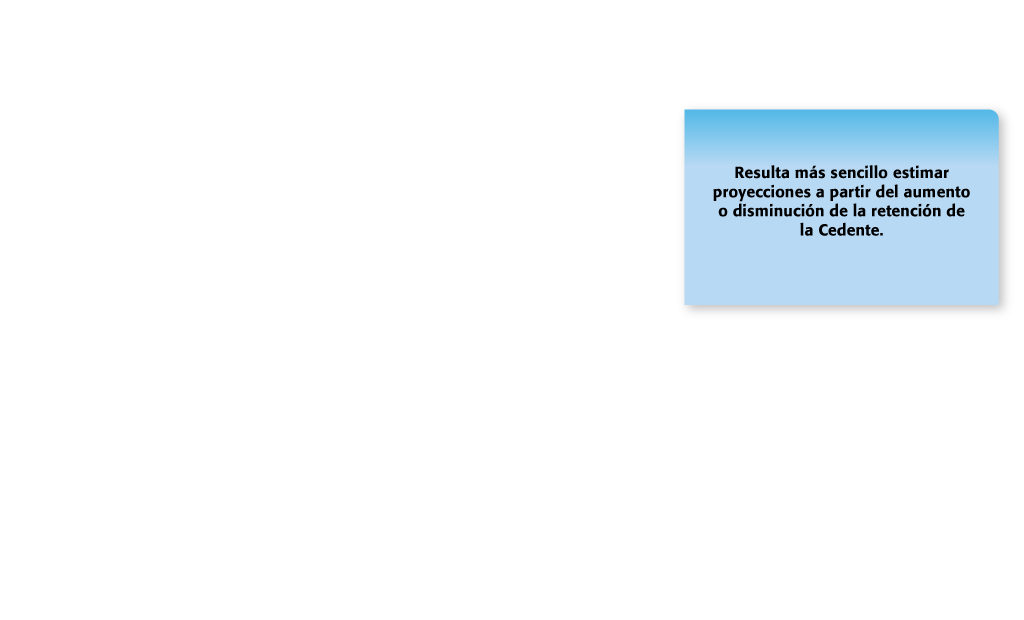 Resulta más sencillo estimar
proyecciones a partir del aumento
o disminución de la retención de
la Cedente.